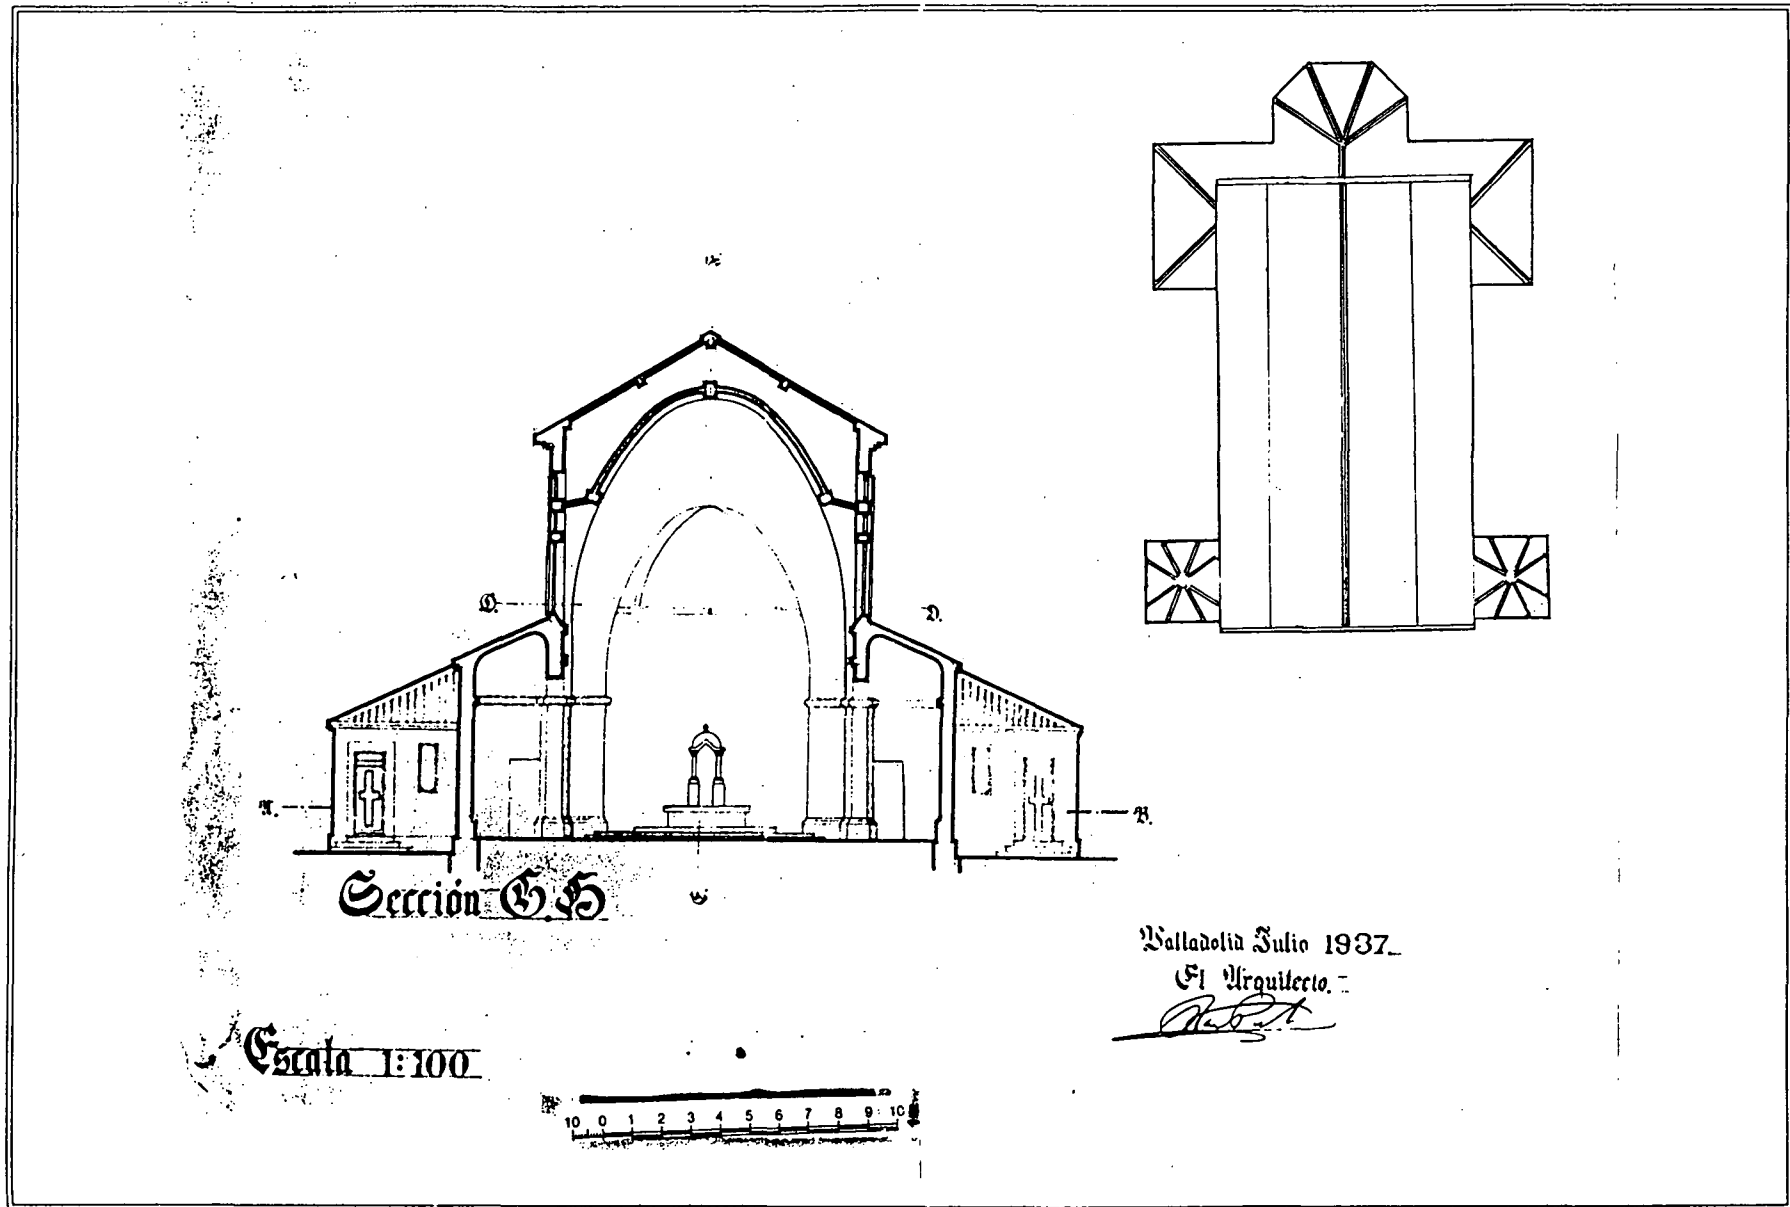 C.
D.
A.
B.
Sección G.H
Valladolid Julio 1937.
El Arquitecto.
Escala 1:100
10 0 1 2 3 4 5 6 7 8 9 10